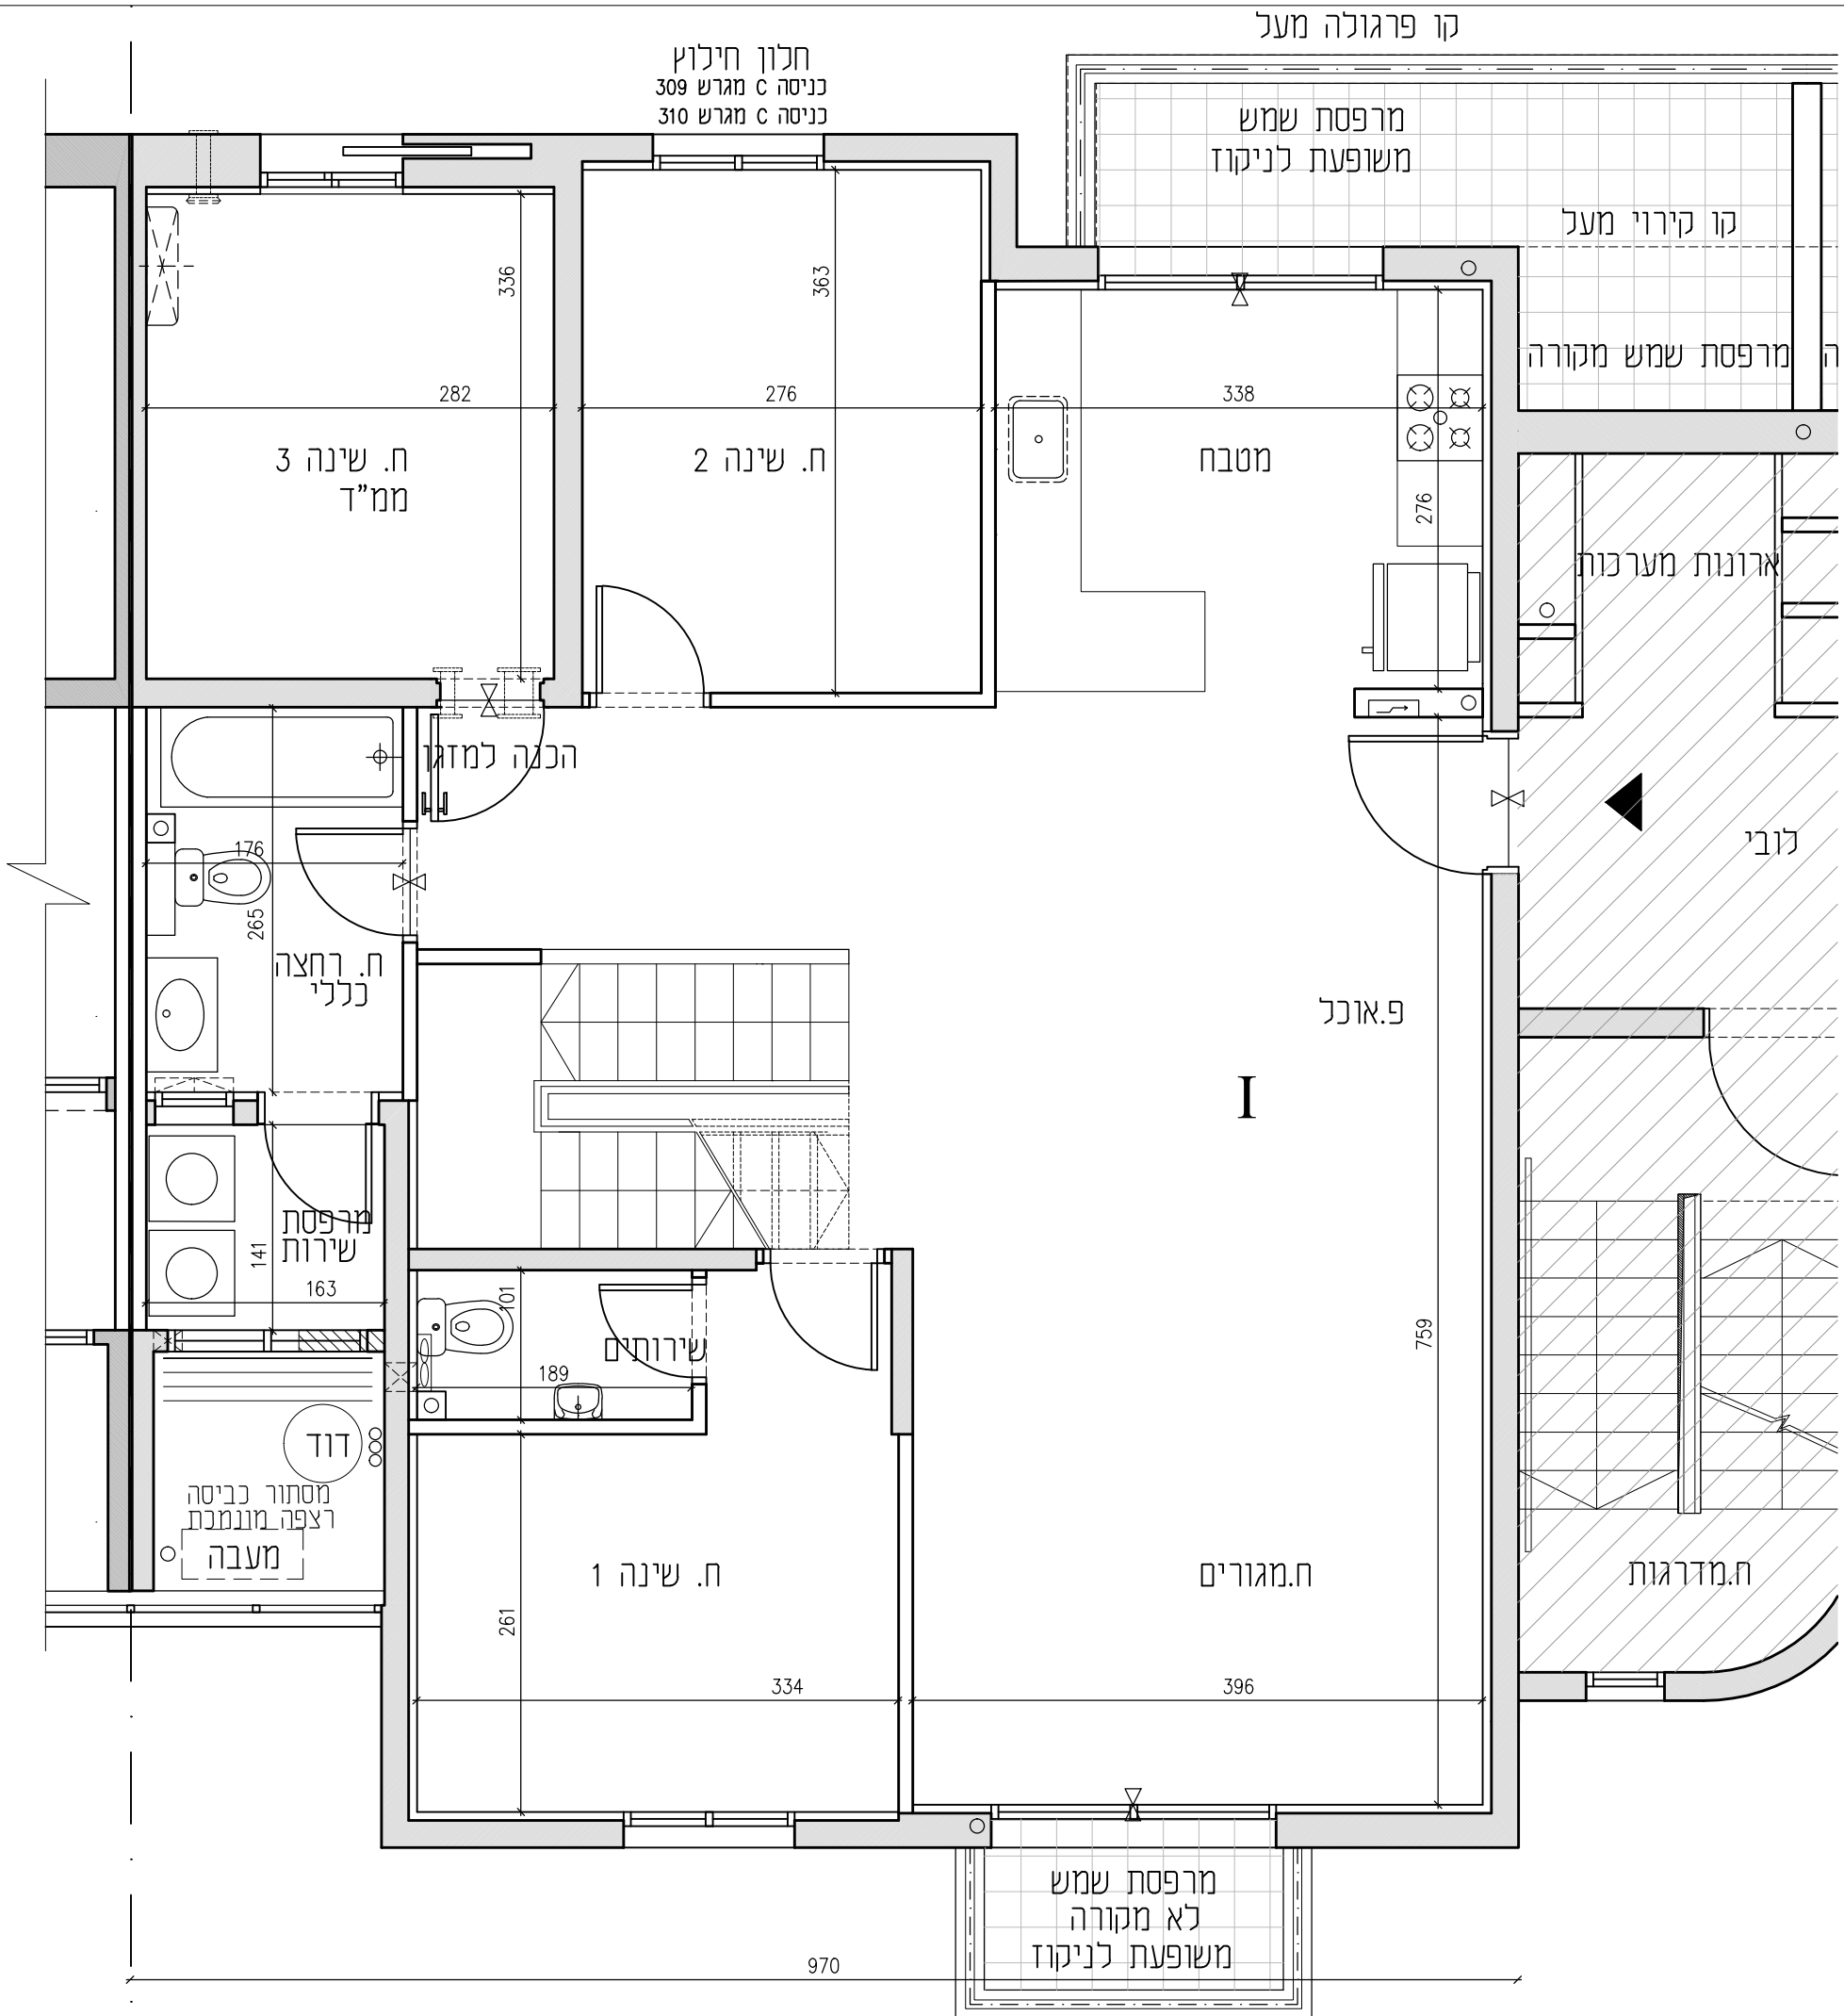 קו פרגולה מעל
חלון חילוץ
כניסה C מגרש 309
כניסה C מגרש 310
מרפסת שמש
משופעת לניקוז
קו קירוי מעל
מרפסת שמש מקורה
ה
336
363
282
276
338
ח. שינה 3
ממ"ד
ח. שינה 2
מטבח
276
ארונות מערכות
הכנה למזגן
לובי
176
265
ח. רחצה
כללי
פ.אוכל
I
מרפסת
שירות
141
163
101
שירותים
189
759
דוד
מסתור כביסה
רצפה מונמכת
מעבה
ח. שינה 1
ח.מגורים
ח.מדרגות
261
334
396
מרפסת שמש
לא מקורה
משופעת לניקוז
970